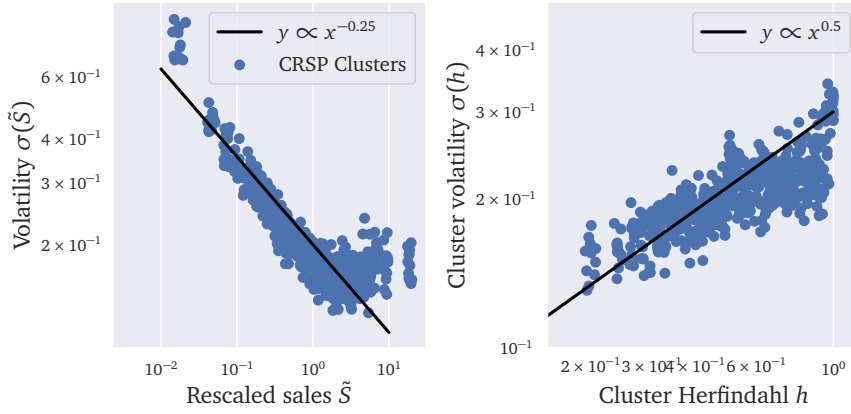 y ∝ x^{−0.25}
CRSP Clusters
6 × 10^{−1}
4 × 10^{−1}
3 × 10^{−1}
2 × 10^{−1}
Volatility σ(S̃)
10^{−2}
10^{−1}
10^{0}
10^{1}
Rescaled sales S̃
y ∝ x^{0.5}
4 × 10^{−1}
3 × 10^{−1}
2 × 10^{−1}
10^{−1}
Cluster volatility σ(h)
2 × 10^{−1}
3 × 10^{−1}
4 × 10^{−1}
6 × 10^{−1}
10^{0}
Cluster Herfindahl h